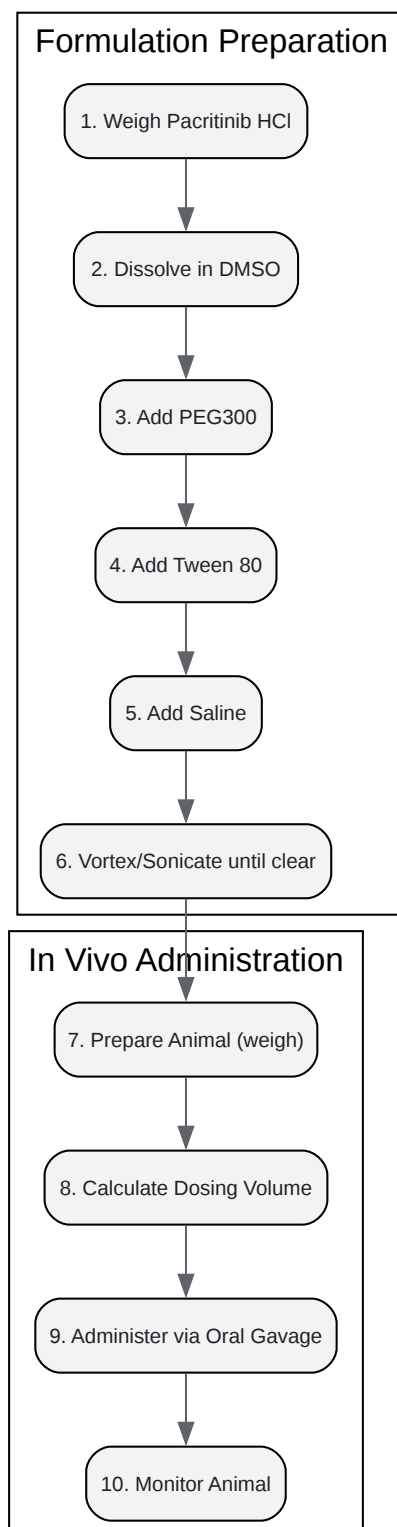 Formulation Preparation
1. Weigh Pacritinib HCl
2. Dissolve in DMSO
3. Add PEG300
4. Add Tween 80
5. Add Saline
6. Vortex/Sonicate until clear
In Vivo Administration
7. Prepare Animal (weigh)
8. Calculate Dosing Volume
9. Administer via Oral Gavage
10. Monitor Animal